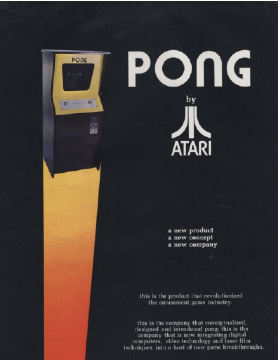 PONG
PONG
by
ATARI
a new product
a new concept
a new company
this is the product that revolutionized
the amusement game industry.
this is the company that conceptualized,
designed and introduced pong; this is the
company that is now integrating digital
computers, video technology and laser film
techniques into a host of new game breakthroughs.